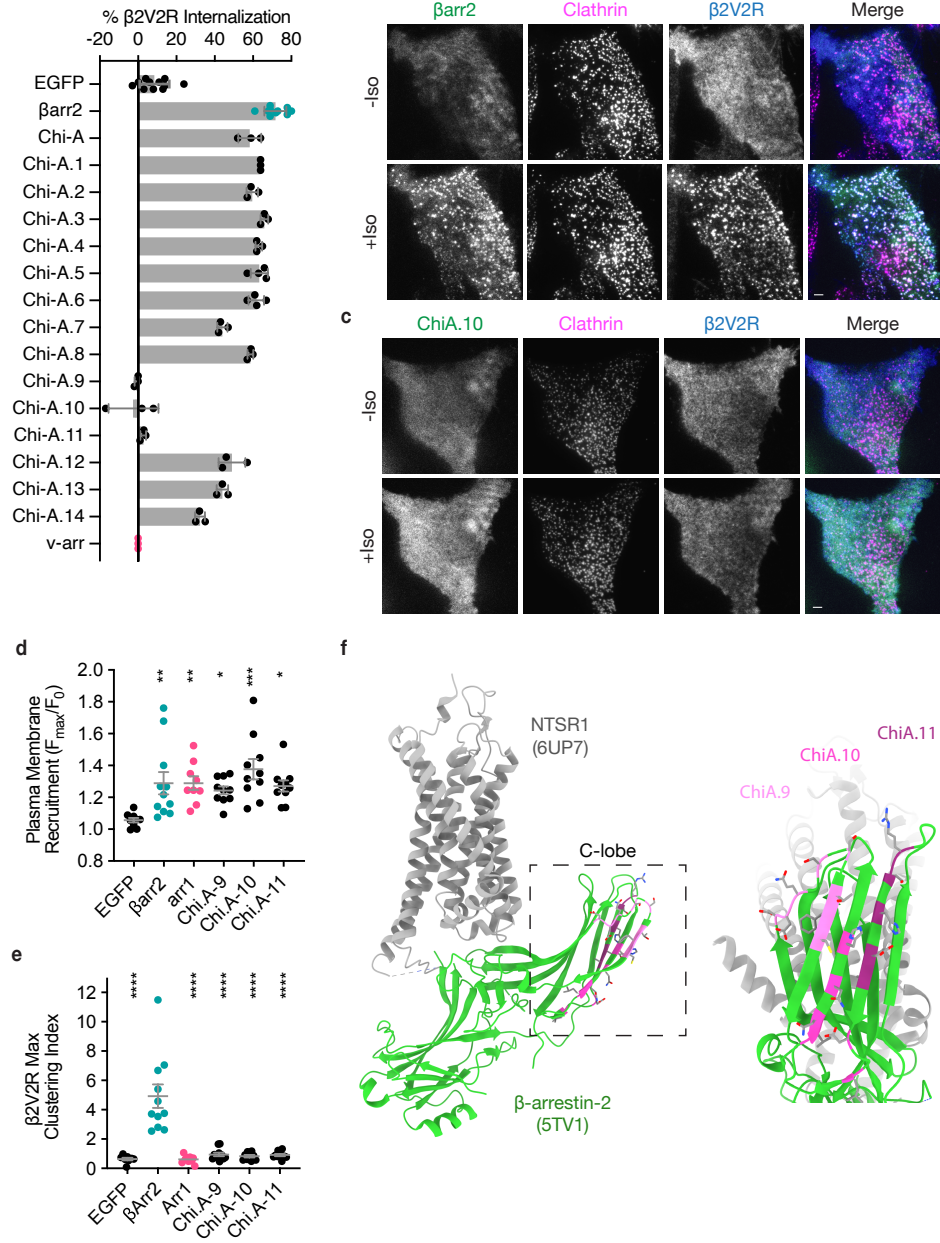 % β2V2R Internalization
-20 0 20 40 60 80
EGFP
βarr2
Chi-A
Chi-A.1
Chi-A.2
Chi-A.3
Chi-A.4
Chi-A.5
Chi-A.6
Chi-A.7
Chi-A.8
Chi-A.9
Chi-A.10
Chi-A.11
Chi-A.12
Chi-A.13
Chi-A.14
v-arr
βarr2 Clathrin β2V2R Merge
-Iso
+Iso
c
ChiA.10 Clathrin β2V2R Merge
-Iso
+Iso
d
Plasma Membrane
Recruitment (Fmax/F0)
2.0
1.8
1.6
1.4
1.2
1.0
0.8
** ** * *** *
EGFP
βarr2
arr1
Chi.A-9
Chi.A-10
Chi.A-11
e
β2V2R Max
Clustering Index
12
10
8
6
4
2
0
**** **** **** **** ****
EGFP
βArr2
Arr1
Chi.A-9
Chi.A-10
Chi.A-11
f
NTSR1
(6UP7)
C-lobe
β-arrestin-2
(5TV1)
ChiA.11
ChiA.10
ChiA.9